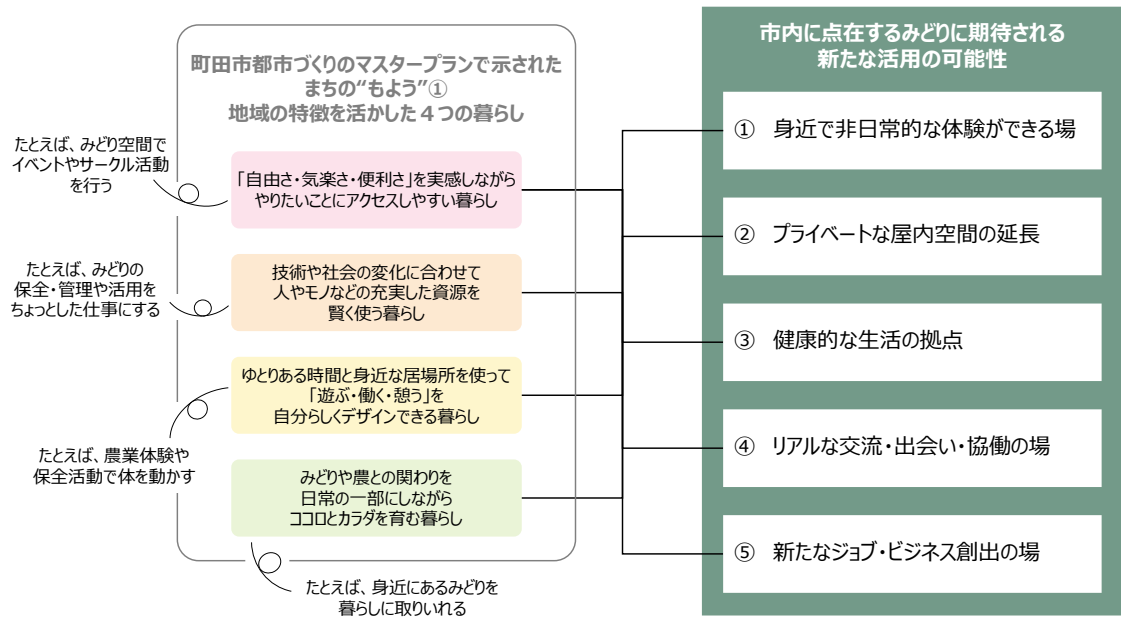 町田市都市づくりのマスタープランで示された
まちの“もよう”①
地域の特徴を活かした４つの暮らし
たとえば、みどり空間で
イベントやサークル活動
を行う
「自由さ・気楽さ・便利さ」を実感しながら
やりたいことにアクセスしやすい暮らし
たとえば、みどりの
保全・管理や活用を
ちょっとした仕事にする
技術や社会の変化に合わせて
人やモノなどの充実した資源を
賢く使う暮らし
ゆとりある時間と身近な居場所を使って
「遊ぶ・働く・憩う」を
自分らしくデザインできる暮らし
たとえば、農業体験や
保全活動で体を動かす
みどりや農との関わりを
日常の一部にしながら
ココロとカラダを育む暮らし
たとえば、身近にあるみどりを
暮らしに取りいれる
市内に点在するみどりに期待される
新たな活用の可能性
① 身近で非日常的な体験ができる場
② プライベートな屋内空間の延長
③ 健康的な生活の拠点
④ リアルな交流・出会い・協働の場
⑤ 新たなジョブ・ビジネス創出の場